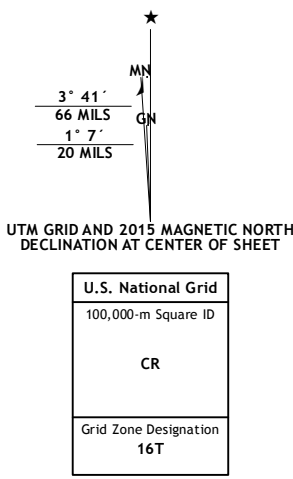 ★
MN
3° 41´
66 MILS
GN
1° 7´
20 MILS
UTM GRID AND 2015 MAGNETIC NORTH
DECLINATION AT CENTER OF SHEET
U.S. National Grid
100,000-m Square ID
CR
Grid Zone Designation
16T